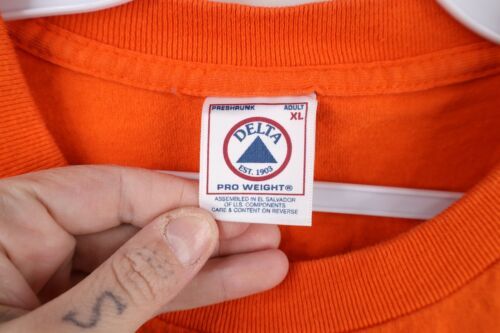 PRESHRUNK ADULT
XL
DELTA
EST. 1903
PRO WEIGHT®
ASSEMBLED IN EL SALVADOR
OF U.S. COMPONENTS
CARE & CONTENT ON REVERSE